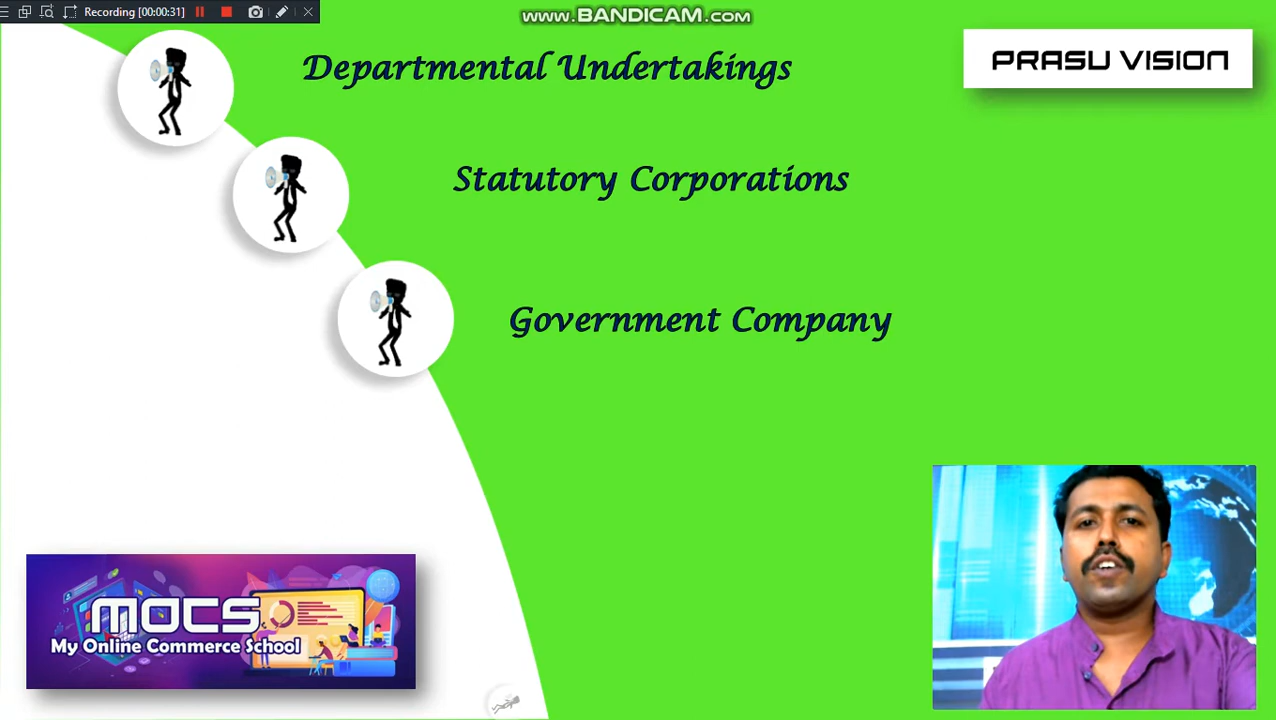 Recording [00:00:31]
www.BANDICAM.com
Departmental Undertakings
PRASU VISION
Statutory Corporations
Government Company
MOCS
My Online Commerce School